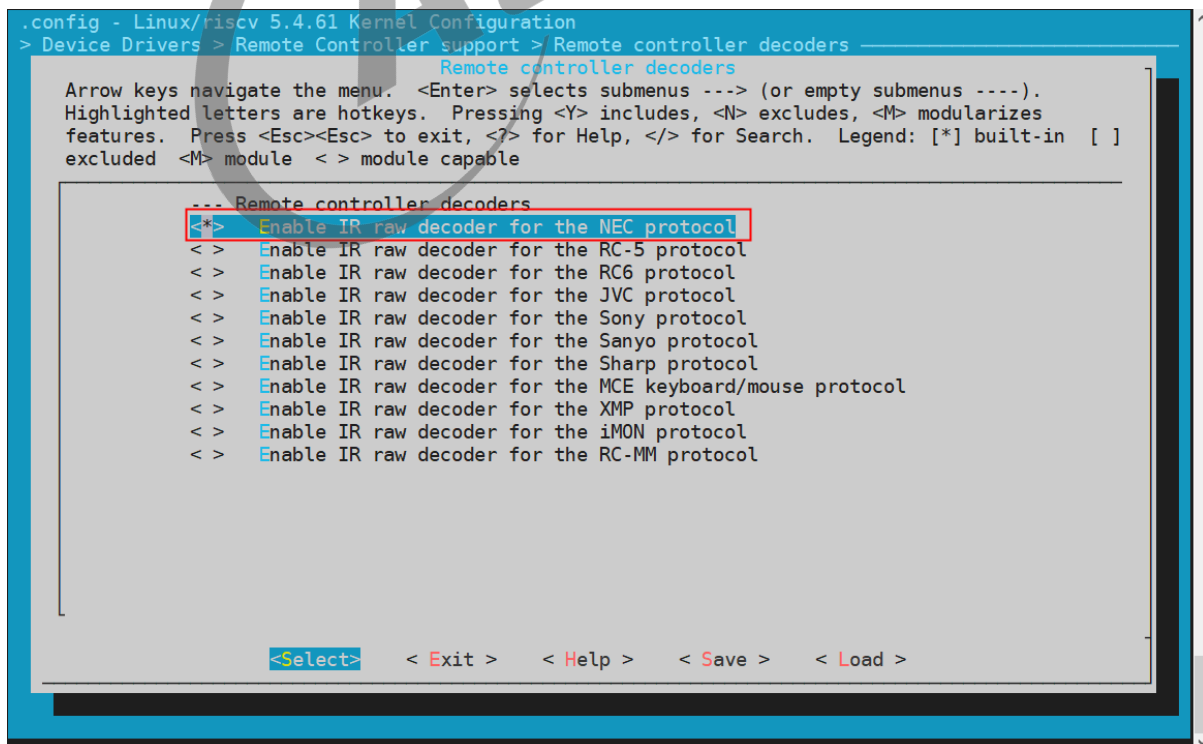 .config - Linux/riscv 5.4.61 Kernel Configuration
> Device Drivers > Remote Controller support > Remote controller decoders
Remote controller decoders
Arrow keys navigate the menu.  <Enter> selects submenus ---> (or empty submenus ----).
Highlighted letters are hotkeys.  Pressing <Y> includes, <N> excludes, <M> modularizes
features.  Press <Esc><Esc> to exit, <?> for Help, </> for Search.  Legend: [*] built-in  [ ]
excluded  <M> module  < > module capable
--- Remote controller decoders
<*>   Enable IR raw decoder for the NEC protocol
< >   Enable IR raw decoder for the RC-5 protocol
< >   Enable IR raw decoder for the RC6 protocol
< >   Enable IR raw decoder for the JVC protocol
< >   Enable IR raw decoder for the Sony protocol
< >   Enable IR raw decoder for the Sanyo protocol
< >   Enable IR raw decoder for the Sharp protocol
< >   Enable IR raw decoder for the MCE keyboard/mouse protocol
< >   Enable IR raw decoder for the XMP protocol
< >   Enable IR raw decoder for the iMON protocol
< >   Enable IR raw decoder for the RC-MM protocol
<Select>    < Exit >    < Help >    < Save >    < Load >